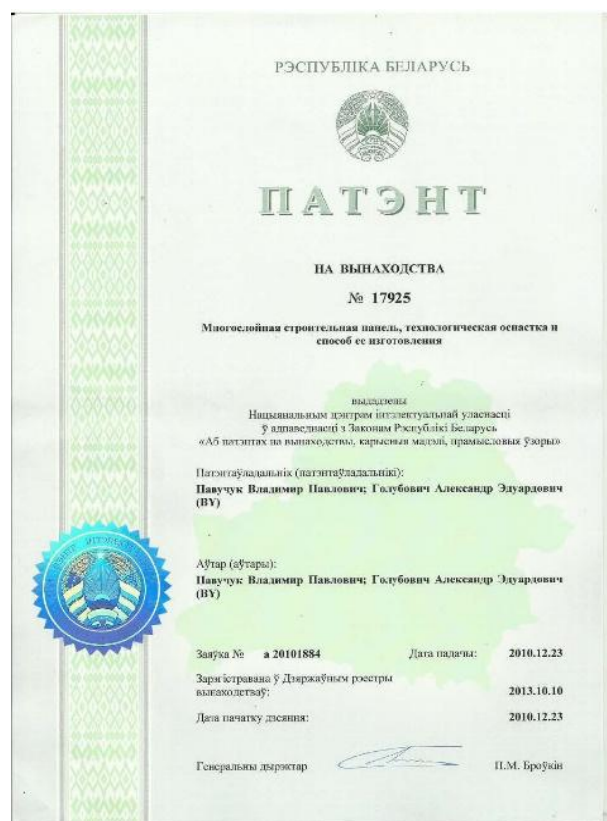 РЭСПУБЛІКА БЕЛАРУСЬ
ПАТЭНТ
НА ВЫНАХОДСТВА
№ 17925
Многослойная строительная панель, технологическая оснастка и
способ ее изготовления
выдадзены
Нацыянальным цэнтрам інтэлектуальнай уласнасці
ў адпаведнасці з Законам Рэспублікі Беларусь
«Аб патэнтах на вынаходствы, карысныя мадэлі, прамысловыя ўзоры»
Патэнтаўладальнік (патэнтаўладальнікі):
Павучук Владимир Павлович; Голубович Александр Эдуардович
(BY)
Аўтар (аўтары):
Павучук Владимир Павлович; Голубович Александр Эдуардович
(BY)
Заяўка № а 20101884 Дата падачы: 2010.12.23
Зарэгістравана ў Дзяржаўным рэестры
вынаходстваў: 2013.10.10
Дата пачатку дзеяння: 2010.12.23
Генеральны дырэктар П.М. Броўкін